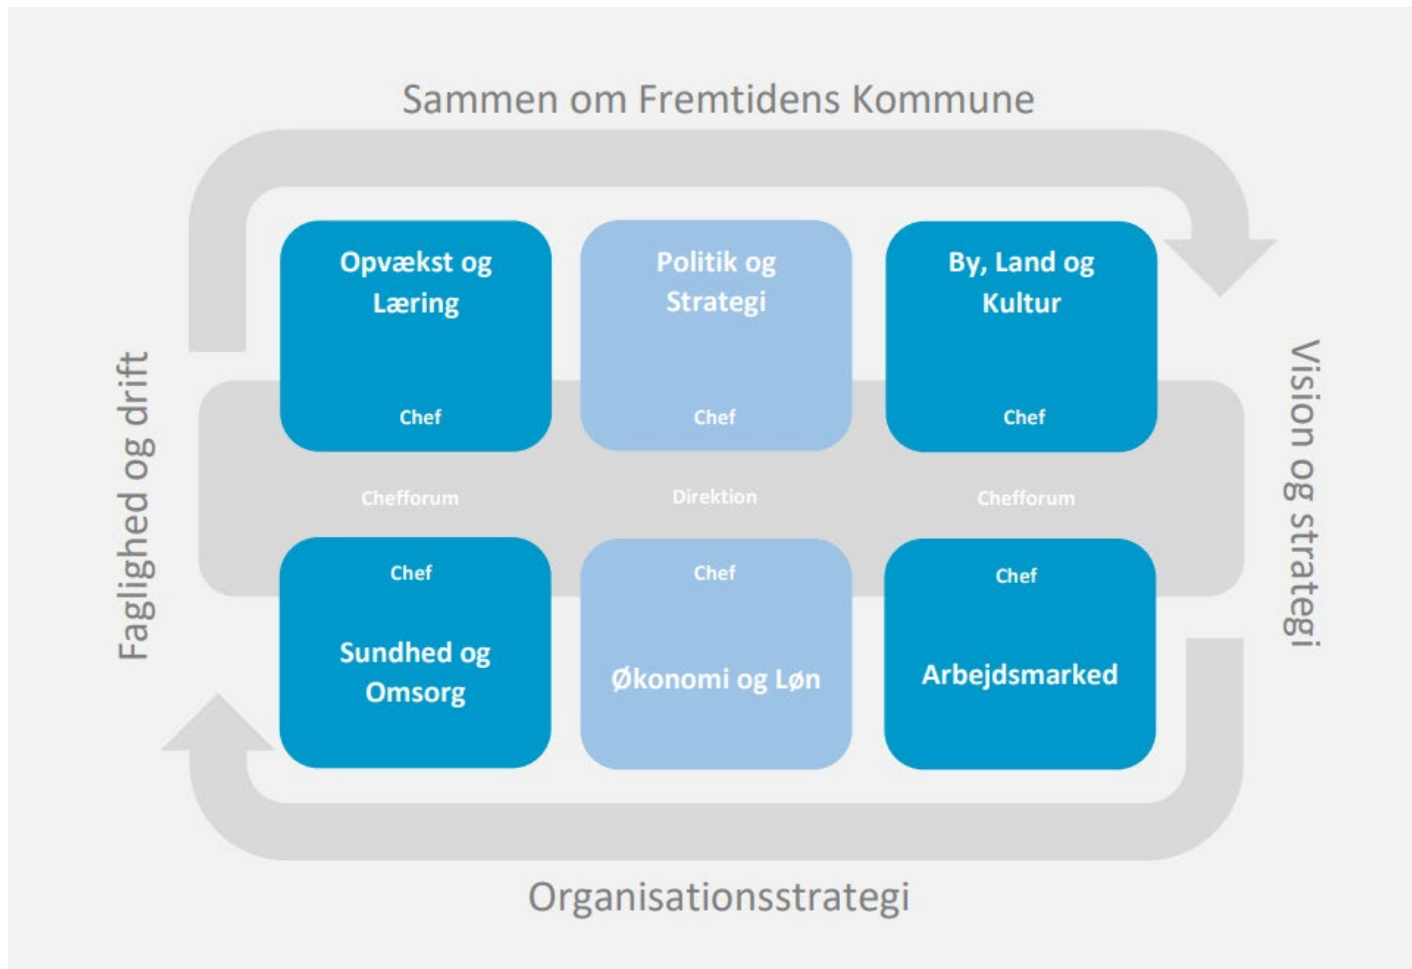 Sammen om Fremtidens Kommune
Opvækst og
Læring
Chef
Politik og
Strategi
Chef
By, Land og
Kultur
Chef
Faglighed og drift
Vision og strategi
Chefforum
Direktion
Chefforum
Chef
Sundhed og
Omsorg
Chef
Økonomi og Løn
Chef
Arbejdsmarked
Organisationsstrategi